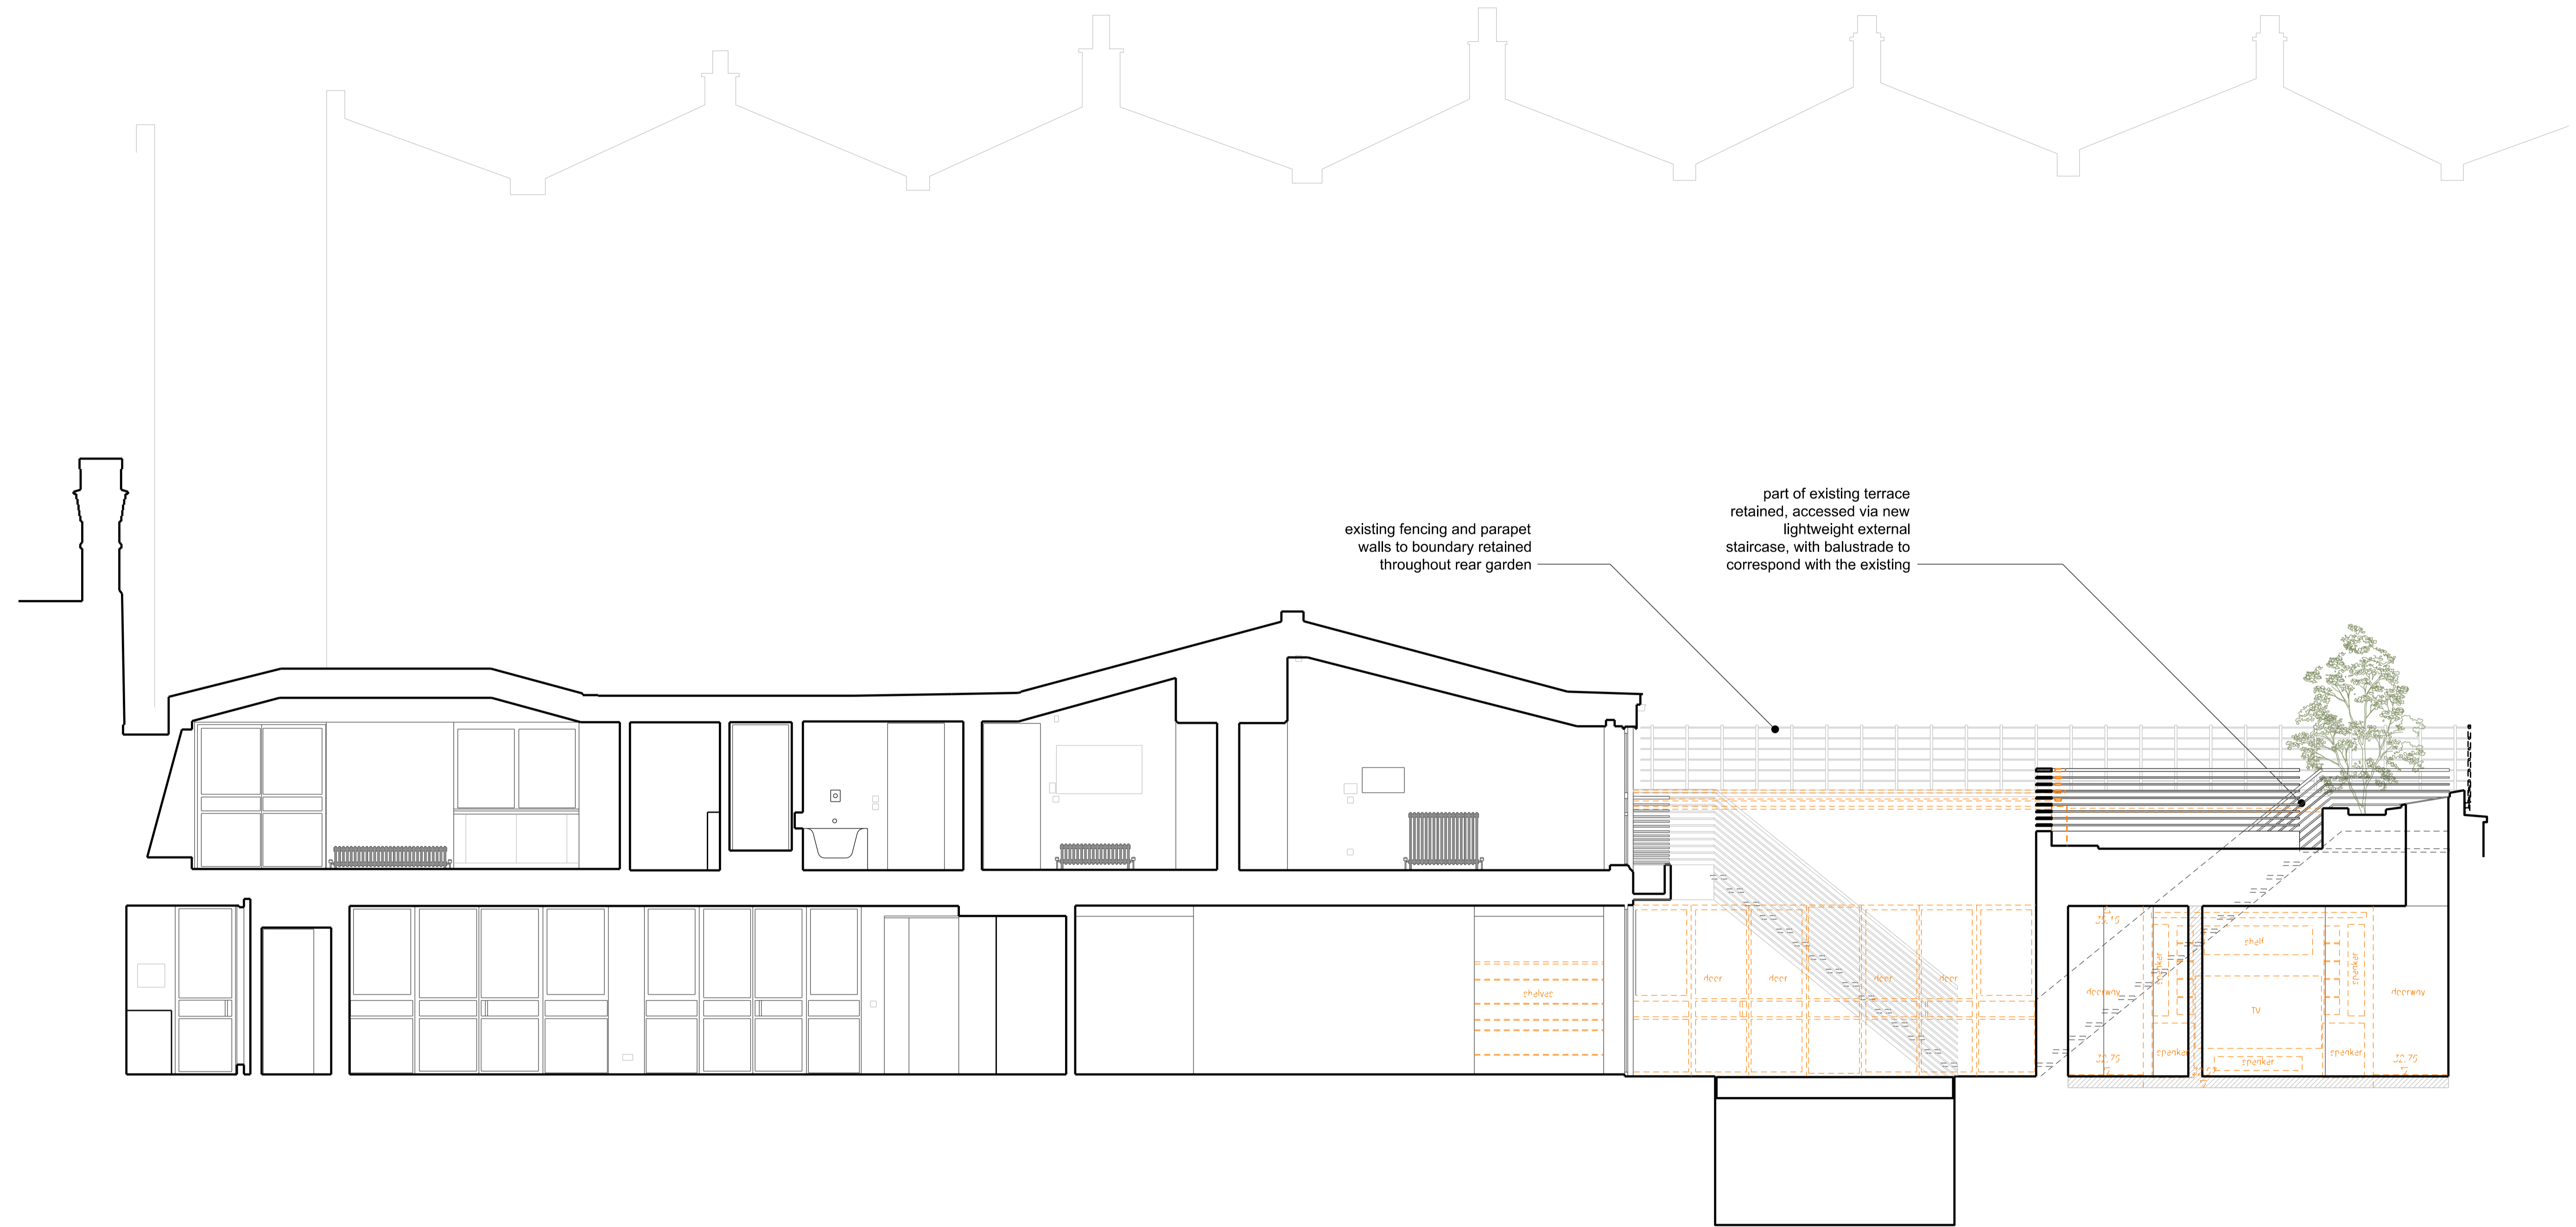 part of existing terrace
retained, accessed via new
lightweight external
staircase, with balustrade to
correspond with the existing
existing fencing and parapet
walls to boundary retained
throughout rear garden
shelf
speaker
speaker
door
door
door
door
shelves
doorway
doorway
TV
speaker
speaker
speaker